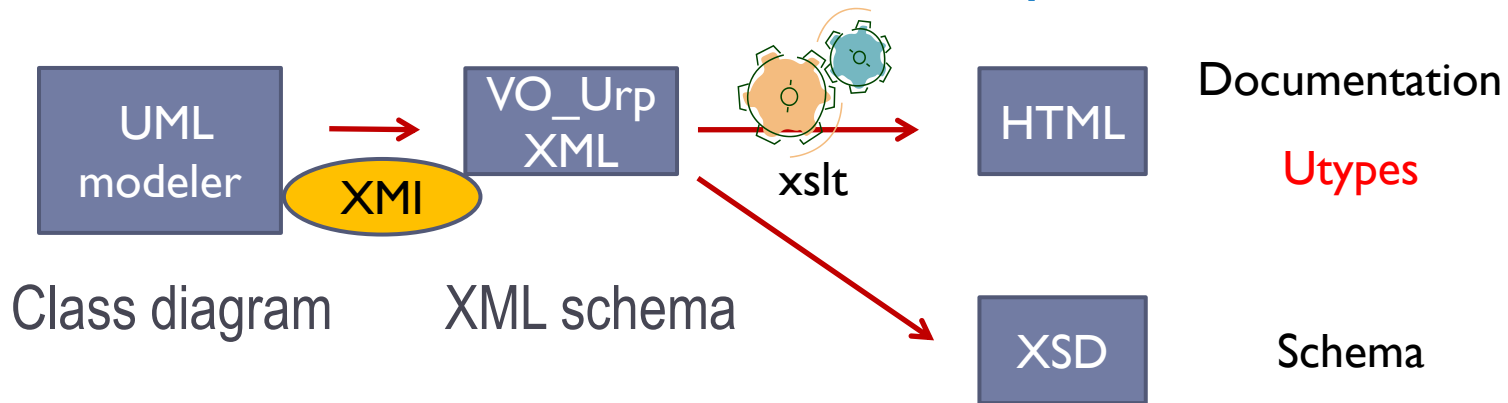 UML
modeler
XMI
VO_Urp
XML
xslt
HTML
Documentation
Utypes
Class diagram
XML schema
XSD
Schema